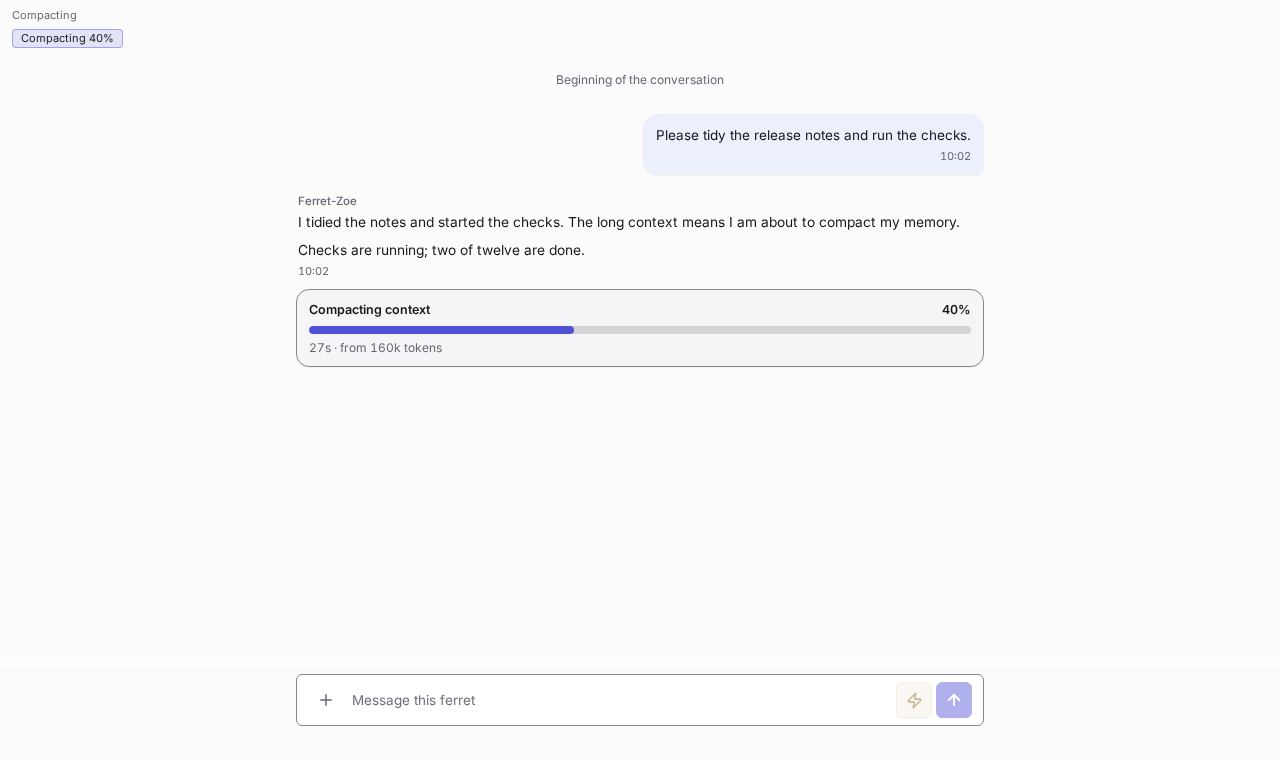 Compacting
Compacting 40%
Beginning of the conversation
Please tidy the release notes and run the checks.
10:02
Ferret-Zoe
I tidied the notes and started the checks. The long context means I am about to compact my memory.
Checks are running; two of twelve are done.
10:02
Compacting context 40%
27s · from 160k tokens
Message this ferret